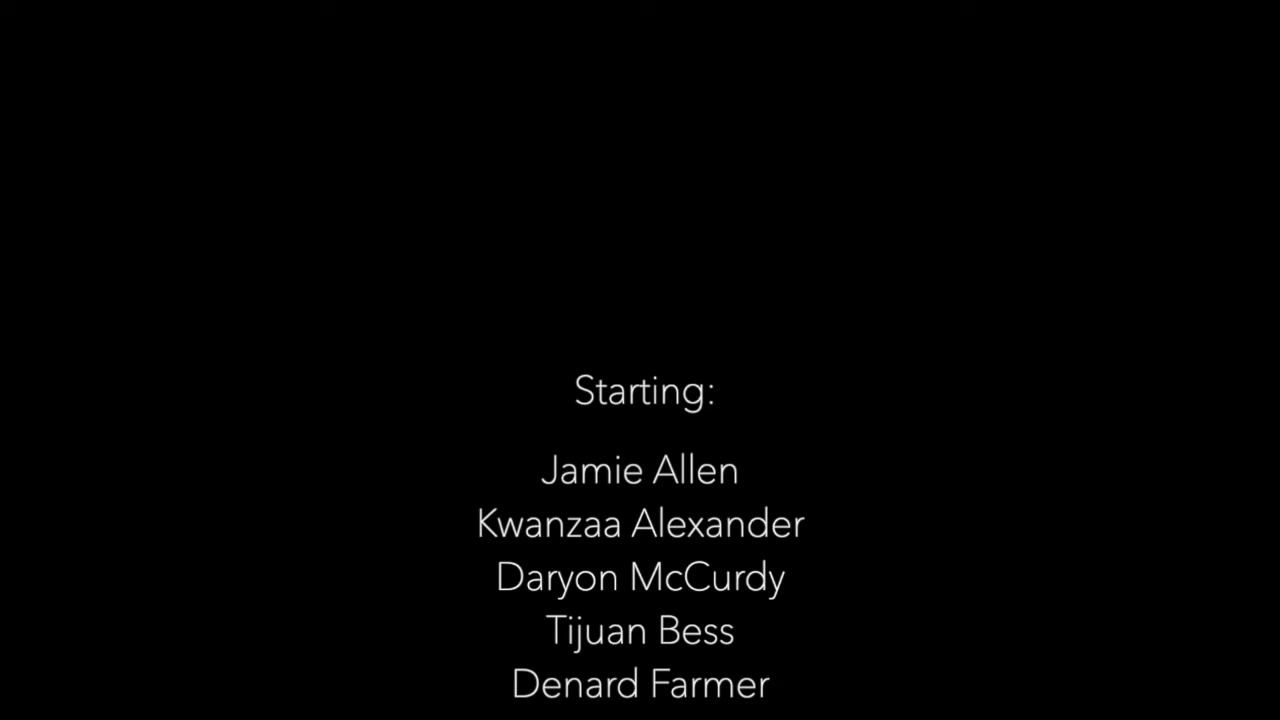 Starting:
Jamie Allen
Kwanzaa Alexander
Daryon McCurdy
Tijuan Bess
Denard Farmer